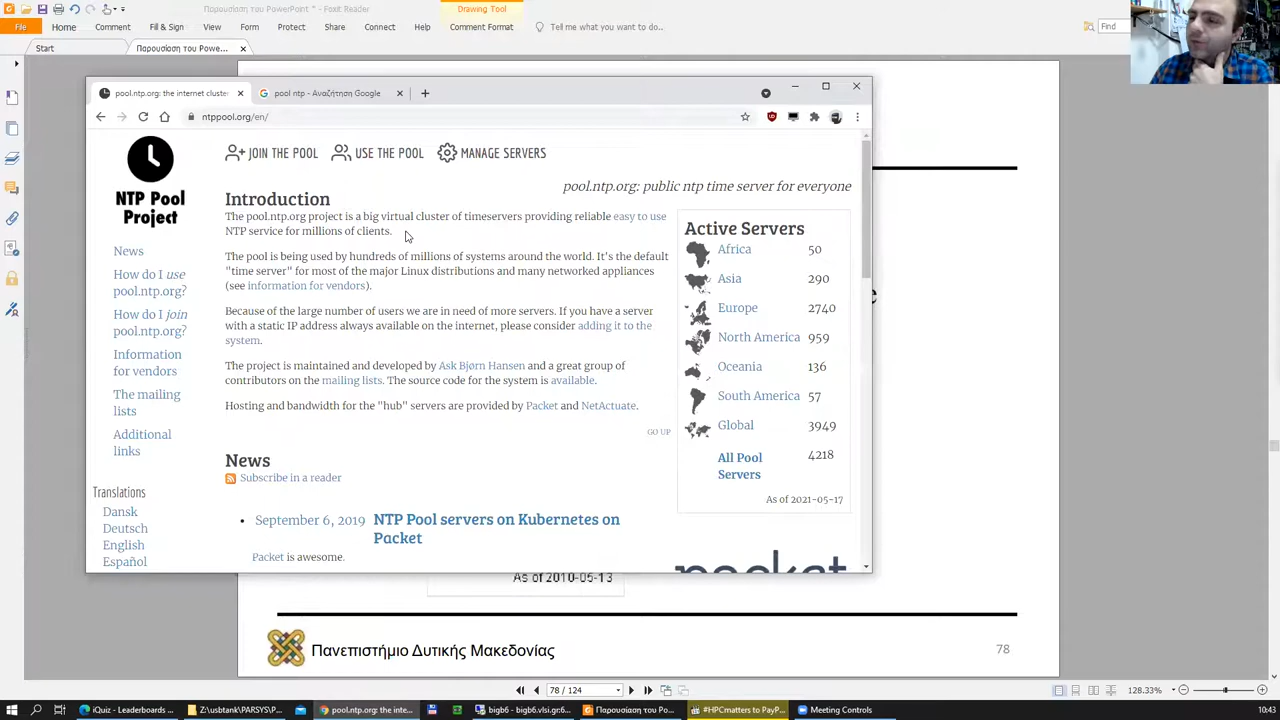 Παρουσίαση του PowerPoint * - Foxit Reader
Drawing Tool
File
Home
Comment
Fill & Sign
View
Form
Protect
Share
Connect
Help
Comment Format
Tell me what you want to do...
Find
Start
Παρουσίαση του Powe...
pool.ntp.org: the internet cluste
pool ntp - Αναζήτηση Google
ntppool.org/en/
NTP Pool
Project
JOIN THE POOL
USE THE POOL
MANAGE SERVERS
pool.ntp.org: public ntp time server for everyone
Introduction
The pool.ntp.org project is a big virtual cluster of timeservers providing reliable easy to use
NTP service for millions of clients.
The pool is being used by hundreds of millions of systems around the world. It's the default
"time server" for most of the major Linux distributions and many networked appliances
(see information for vendors).
Because of the large number of users we are in need of more servers. If you have a server
with a static IP address always available on the internet, please consider adding it to the
system.
The project is maintained and developed by Ask Bjørn Hansen and a great group of
contributors on the mailing lists. The source code for the system is available.
Hosting and bandwidth for the "hub" servers are provided by Packet and NetActuate.
GO UP
News
Subscribe in a reader
September 6, 2019 NTP Pool servers on Kubernetes on
Packet
Packet is awesome.
News
How do I use
pool.ntp.org?
How do I join
pool.ntp.org?
Information
for vendors
The mailing
lists
Additional
links
Translations
Dansk
Deutsch
English
Español
Active Servers
Africa 50
Asia 290
Europe 2740
North America 959
Oceania 136
South America 57
Global 3949
All Pool 4218
Servers
As of 2021-05-17
packet
As of 2010-05-13
Πανεπιστήμιο Δυτικής Μακεδονίας
78
78 / 124
128.33%
iQuiz - Leaderboards ...
Z:\usbtank\PARSYS\...
pool.ntp.org: the inte...
bigb6 - bigb6.vlsi.gr:6...
Παρουσίαση του Po...
#HPCmatters to PayP...
Meeting Controls
10:43